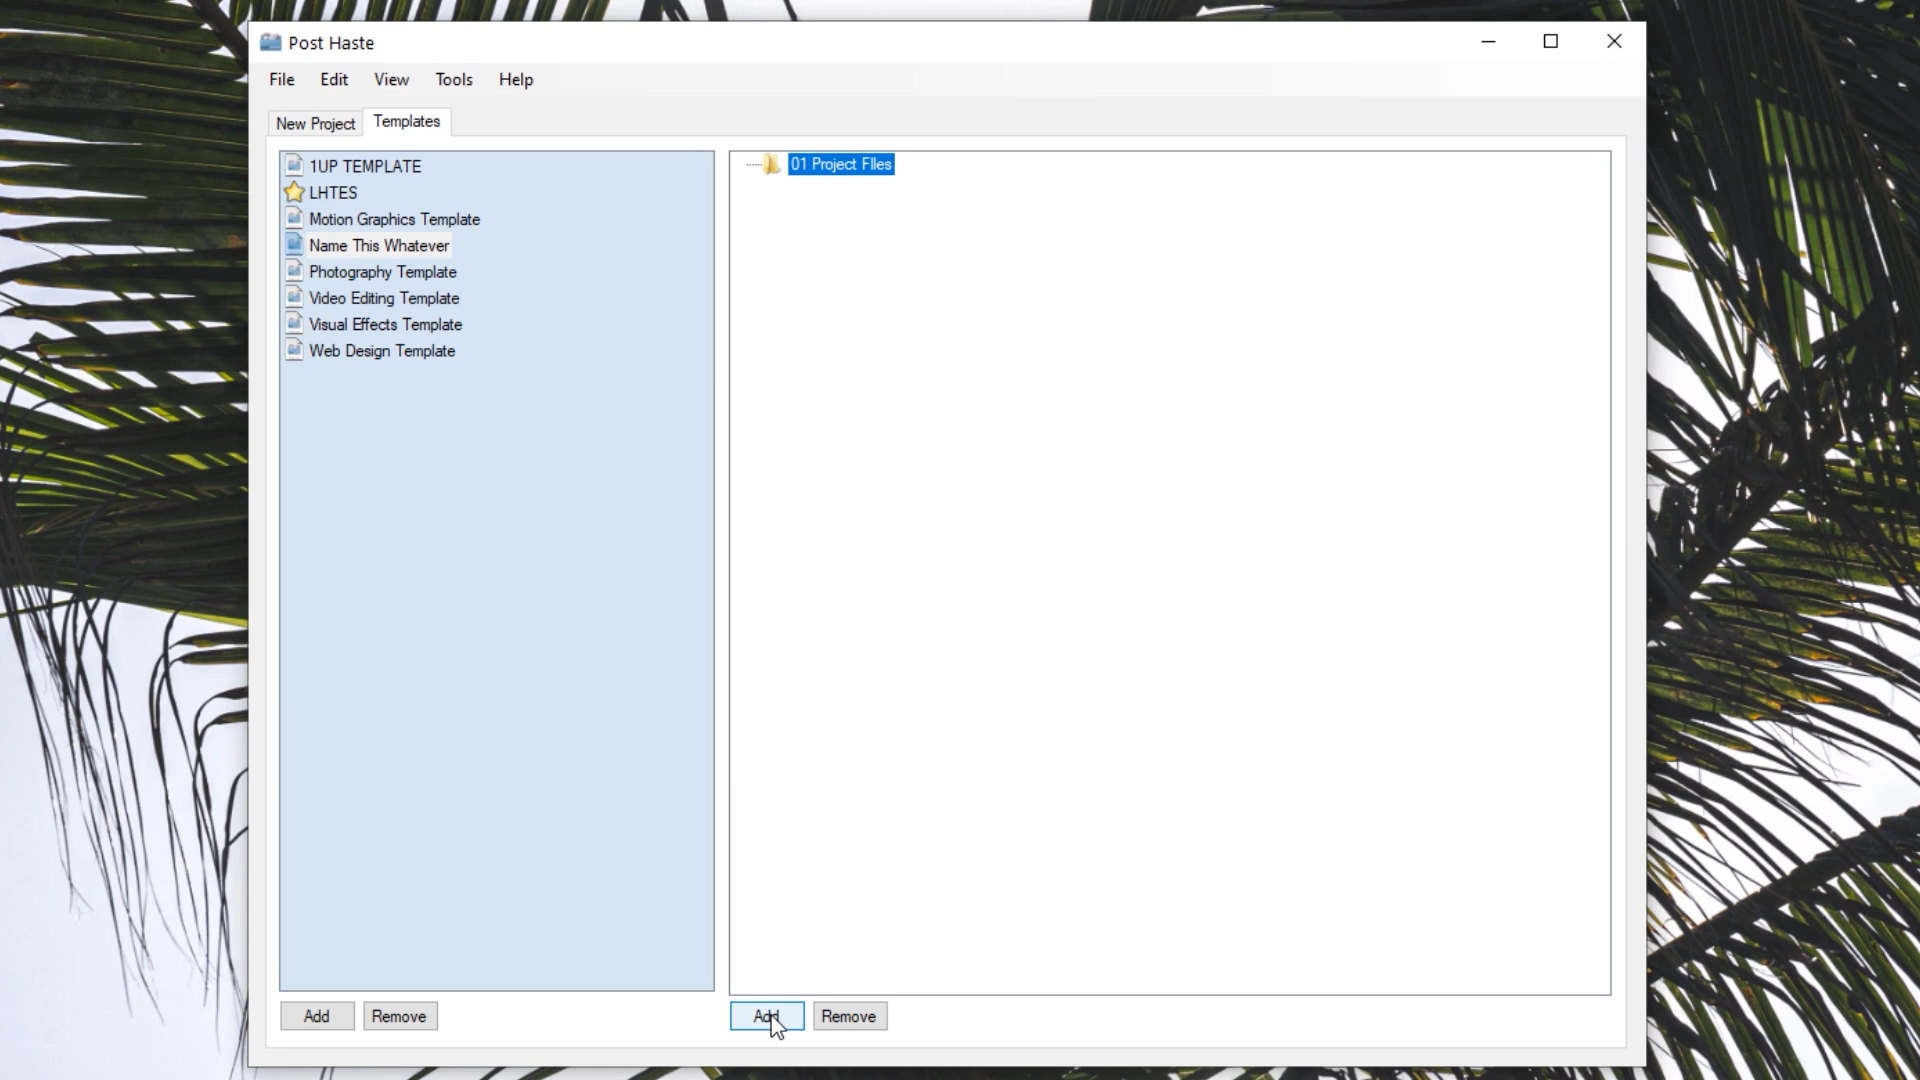 Post Haste
File Edit View Tools Help
New Project Templates
1UP TEMPLATE
LHTES
Motion Graphics Template
Name This Whatever
Photography Template
Video Editing Template
Visual Effects Template
Web Design Template
01 Project FIles
Add Remove
Add Remove